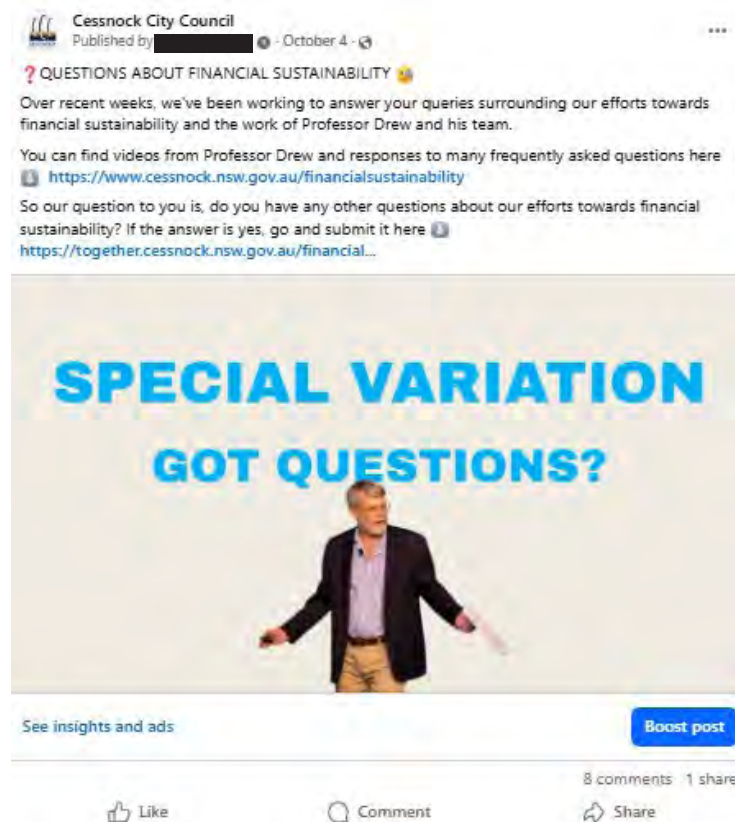 Cessnock City Council
Published by · October 4 ·
❓QUESTIONS ABOUT FINANCIAL SUSTAINABILITY
Over recent weeks, we've been working to answer your queries surrounding our efforts towards
financial sustainability and the work of Professor Drew and his team.
You can find videos from Professor Drew and responses to many frequently asked questions here
⬇️ https://www.cessnock.nsw.gov.au/financialsustainability
So our question to you is, do you have any other questions about our efforts towards financial
sustainability? If the answer is yes, go and submit it here ⬇️
https://together.cessnock.nsw.gov.au/financial...
SPECIAL VARIATION
GOT QUESTIONS?
See insights and ads
Boost post
8 comments 1 share
Like Comment Share